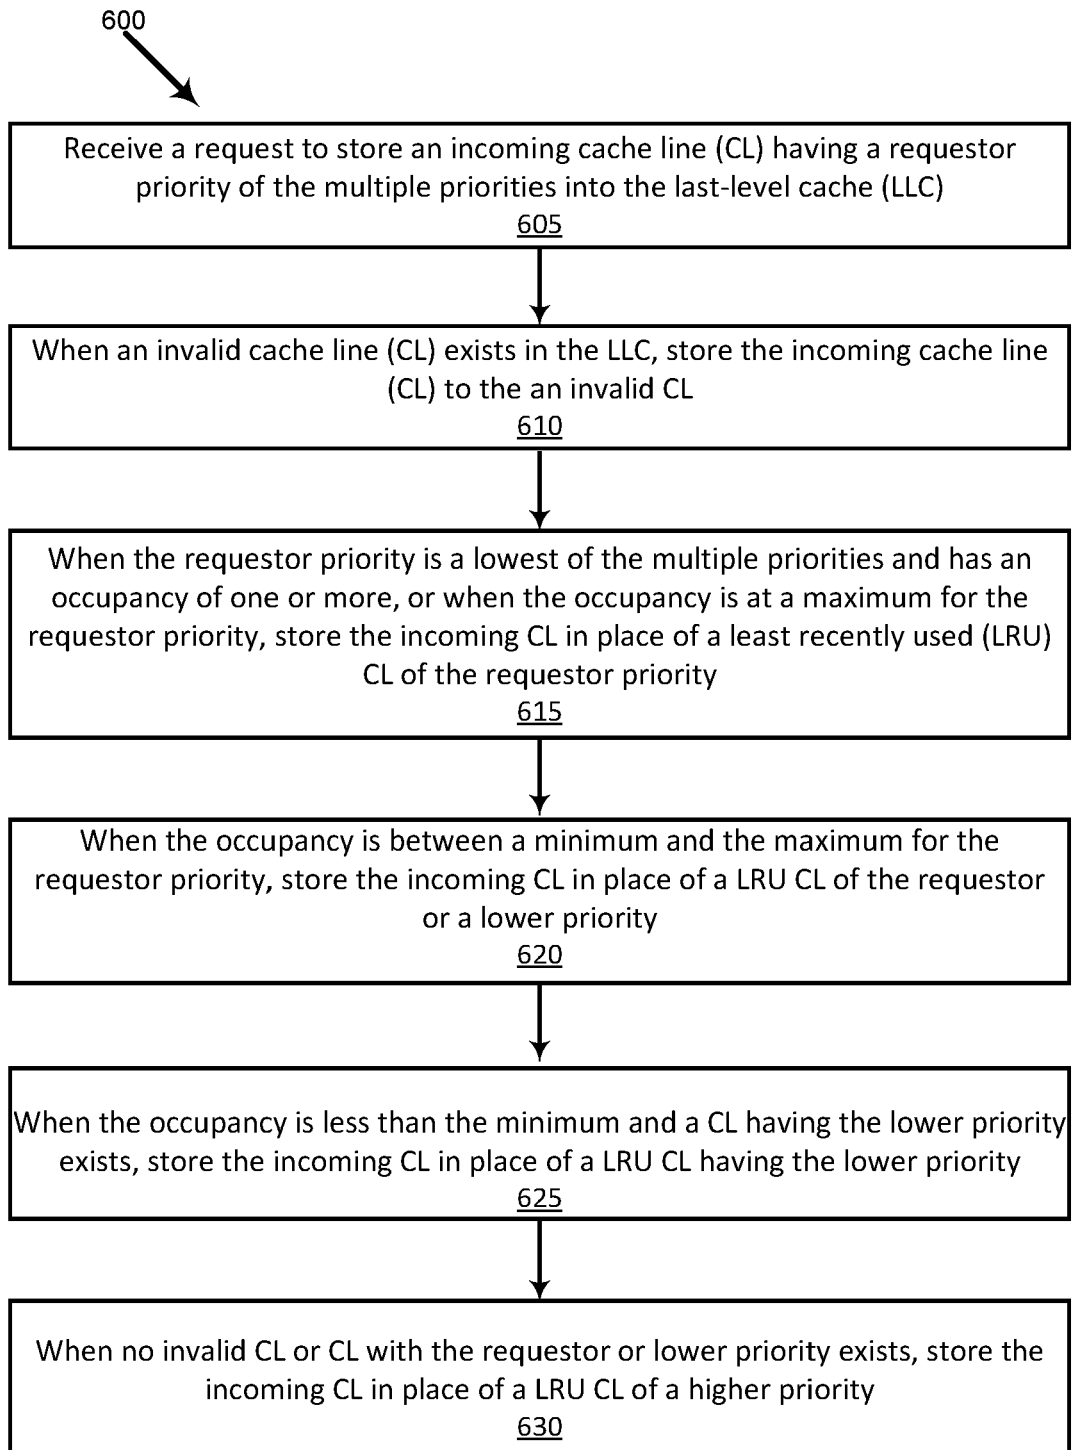 600
Receive a request to store an incoming cache line (CL) having a requestor
priority of the multiple priorities into the last-level cache (LLC)
605
When an invalid cache line (CL) exists in the LLC, store the incoming cache line
(CL) to the an invalid CL
610
When the requestor priority is a lowest of the multiple priorities and has an
occupancy of one or more, or when the occupancy is at a maximum for the
requestor priority, store the incoming CL in place of a least recently used (LRU)
CL of the requestor priority
615
When the occupancy is between a minimum and the maximum for the
requestor priority, store the incoming CL in place of a LRU CL of the requestor
or a lower priority
620
When the occupancy is less than the minimum and a CL having the lower priority
exists, store the incoming CL in place of a LRU CL having the lower priority
625
When no invalid CL or CL with the requestor or lower priority exists, store the
incoming CL in place of a LRU CL of a higher priority
630